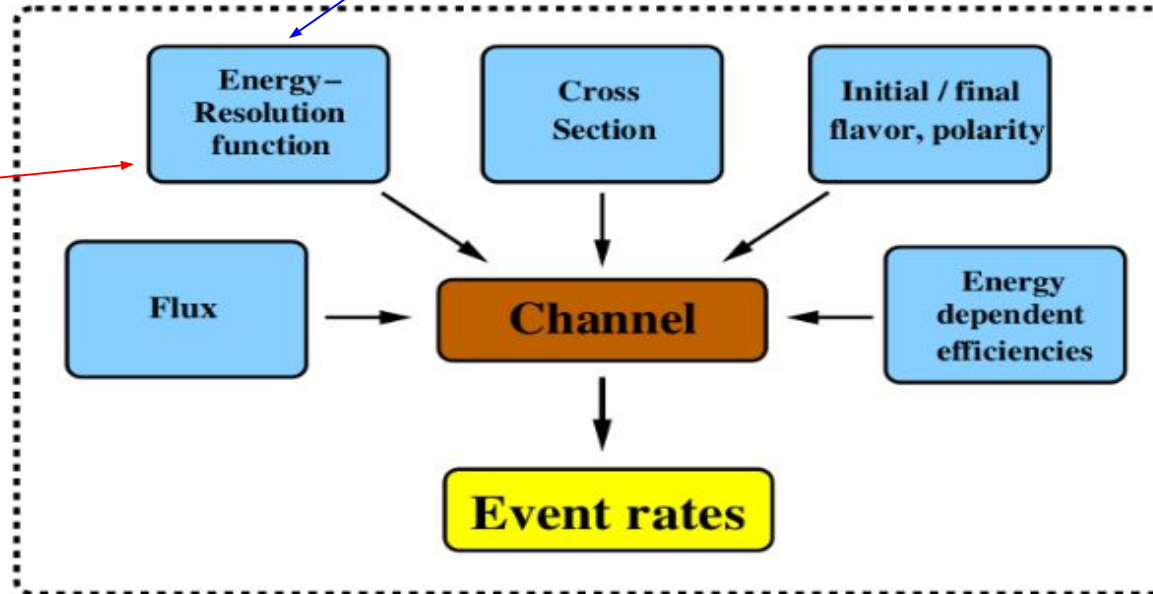 Energy–
Resolution
function
Cross
Section
Initial / final
flavor, polarity
Flux
Channel
Energy
dependent
efficiencies
Event rates